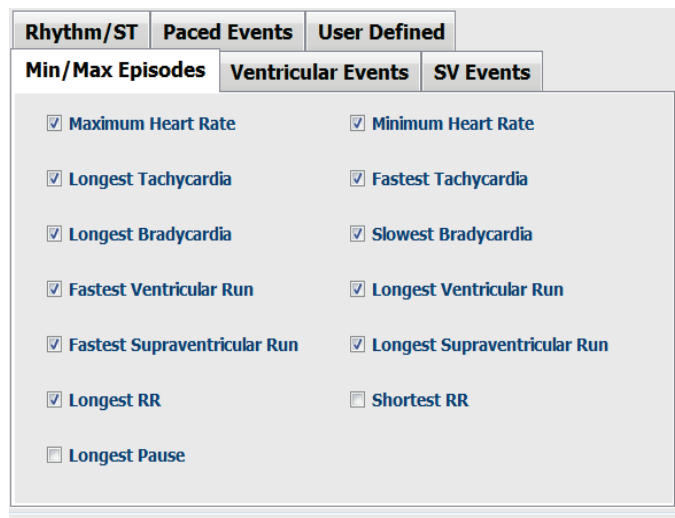 Rhythm/ST Paced Events User Defined
Min/Max Episodes Ventricular Events SV Events
Maximum Heart Rate Minimum Heart Rate
Longest Tachycardia Fastest Tachycardia
Longest Bradycardia Slowest Bradycardia
Fastest Ventricular Run Longest Ventricular Run
Fastest Supraventricular Run Longest Supraventricular Run
Longest RR Shortest RR
Longest Pause